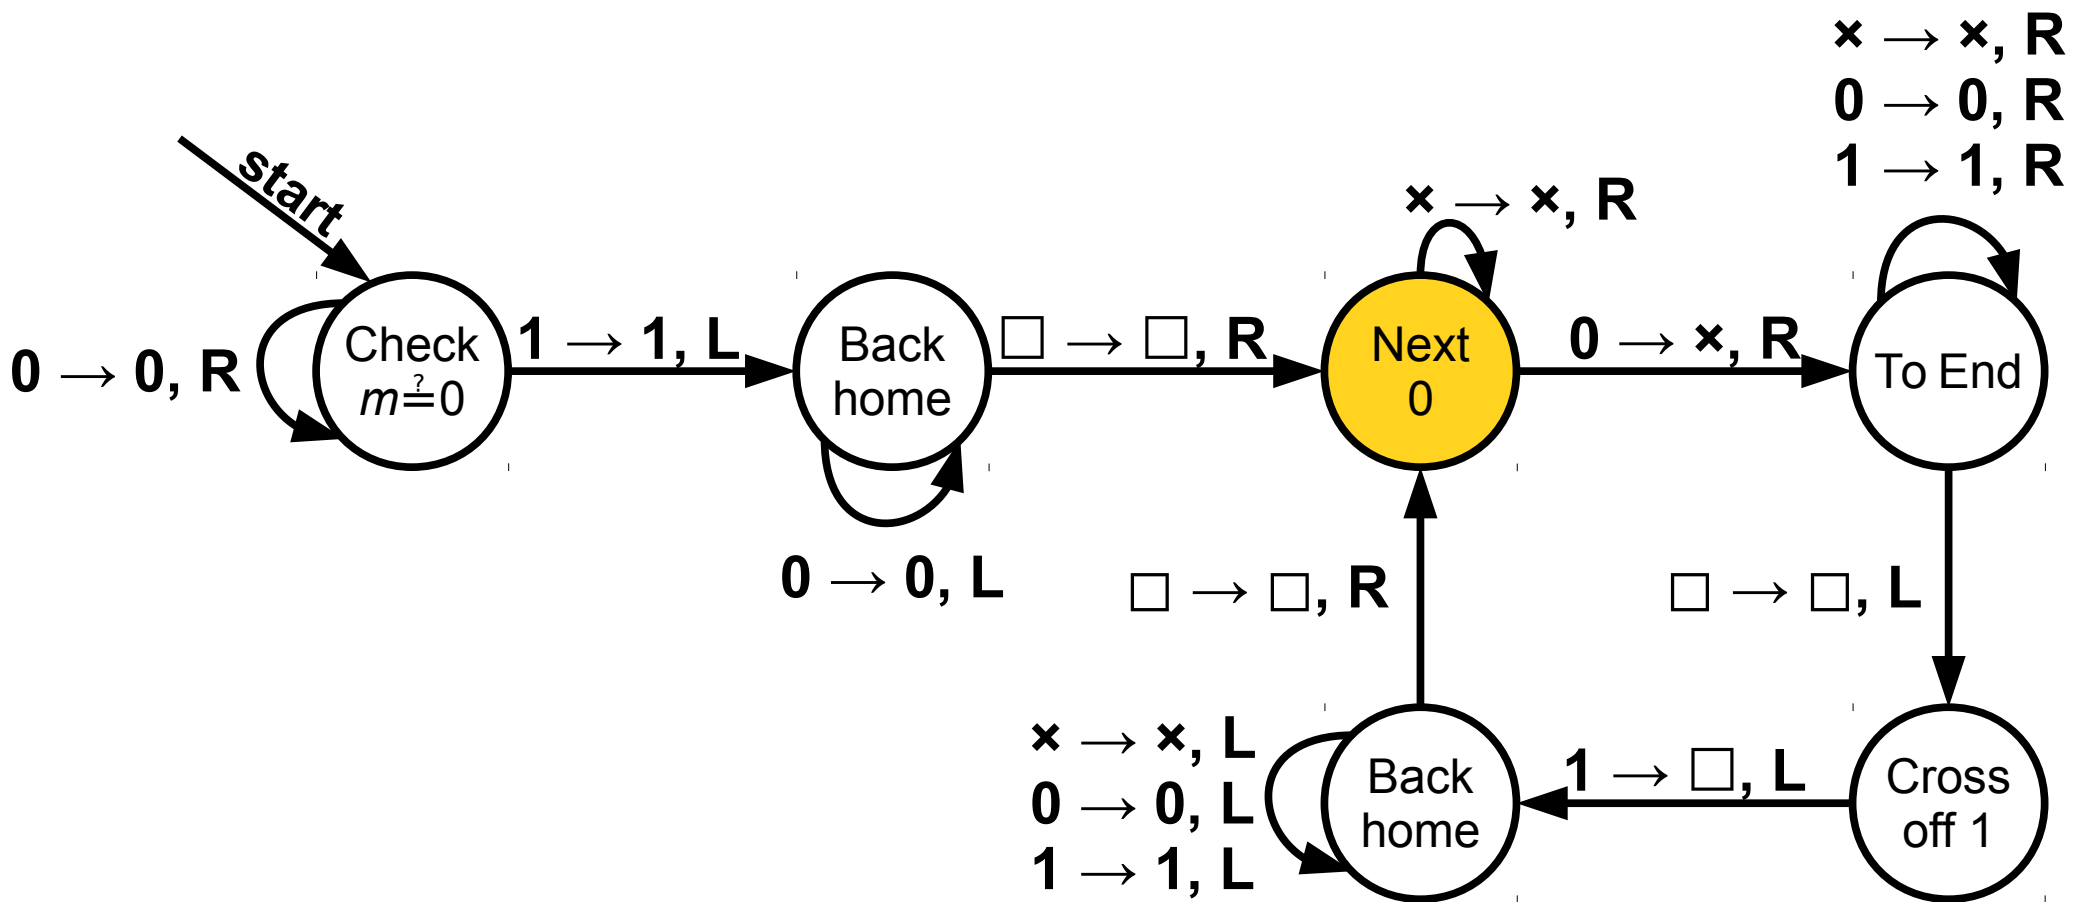 × → ×, R
0 → 0, R
1 → 1, R
start
× → ×, R
0 → 0, R
Check
m≟0
1 → 1, L
Back
home
□ → □, R
Next
0
0 → ×, R
To End
0 → 0, L
□ → □, R
□ → □, L
× → ×, L
0 → 0, L
1 → 1, L
Back
home
1 → □, L
Cross
off 1